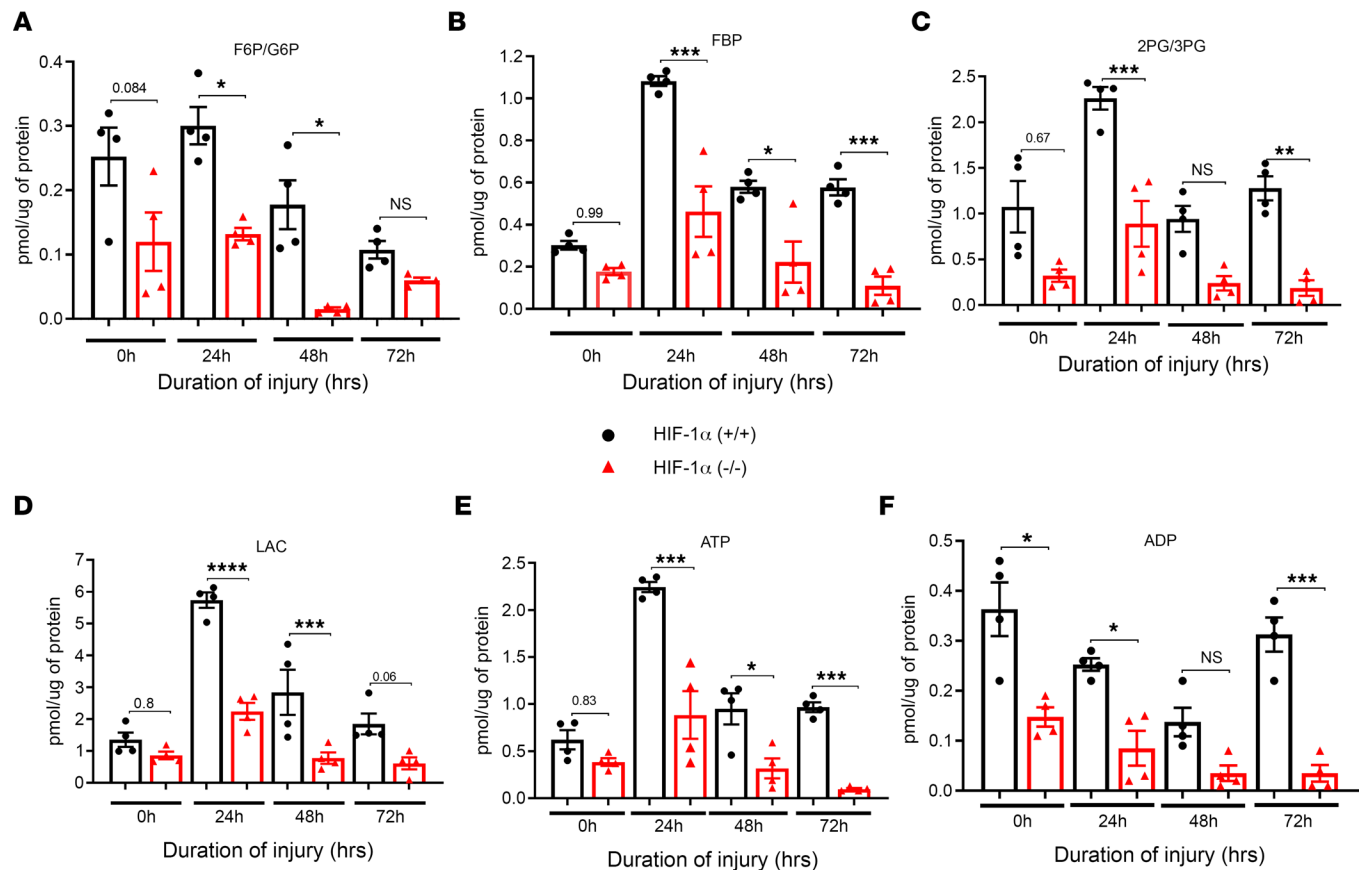 A
F6P/G6P
pmol/ug of protein
0.4
0.3
0.2
0.1
0.0
0.084
*
*
NS
0h
24h
48h
72h
Duration of injury (hrs)
B
FBP
pmol/ug of protein
1.2
1.0
0.8
0.6
0.4
0.2
0.0
0.99
***
*
***
0h
24h
48h
72h
Duration of injury (hrs)
C
2PG/3PG
pmol/ug of protein
2.5
2.0
1.5
1.0
0.5
0.0
0.67
***
NS
**
0h
24h
48h
72h
Duration of injury (hrs)
HIF-1α (+/+)
HIF-1α (-/-)
D
LAC
pmol/ug of protein
7
6
5
4
3
2
1
0
0.8
****
***
0.06
0h
24h
48h
72h
Duration of injury (hrs)
E
ATP
pmol/ug of protein
2.5
2.0
1.5
1.0
0.5
0.0
0.83
***
*
***
0h
24h
48h
72h
Duration of injury (hrs)
F
ADP
pmol/ug of protein
0.5
0.4
0.3
0.2
0.1
0.0
*
*
NS
***
0h
24h
48h
72h
Duration of injury (hrs)